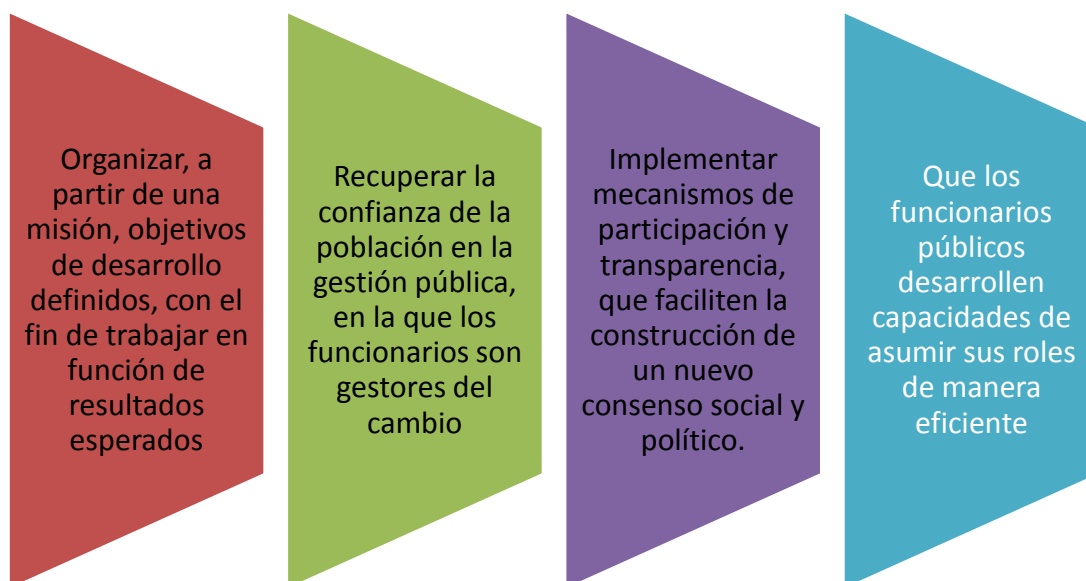 Organizar, a
partir de una
misión, objetivos
de desarrollo
definidos, con el
fin de trabajar en
función de
resultados
esperados
Recuperar la
confianza de la
población en la
gestión pública,
en la que los
funcionarios son
gestores del
cambio
Implementar
mecanismos de
participación y
transparencia,
que faciliten la
construcción de
un nuevo
consenso social y
político.
Que los
funcionarios
públicos
desarrollen
capacidades de
asumir sus roles
de manera
eficiente